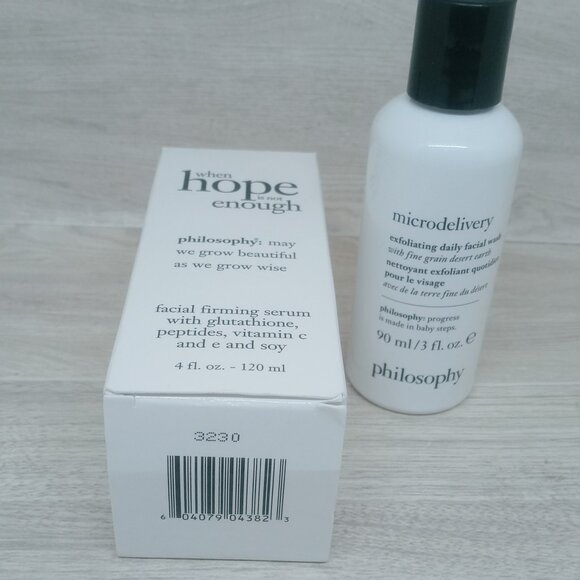 when
hope
is not
enough
philosophy: may
we grow beautiful
as we grow wise
facial firming serum
with glutathione,
peptides, vitamin c
and e and soy
4 fl. oz. - 120 ml
3230
6 04079 04382 3
microdelivery
exfoliating daily facial wash
with fine grain desert earth
nettoyant exfoliant quotidien
pour le visage
avec de la terre fine du désert
philosophy: progress
is made in baby steps.
90 ml/3 fl. oz. ℮
philosophy